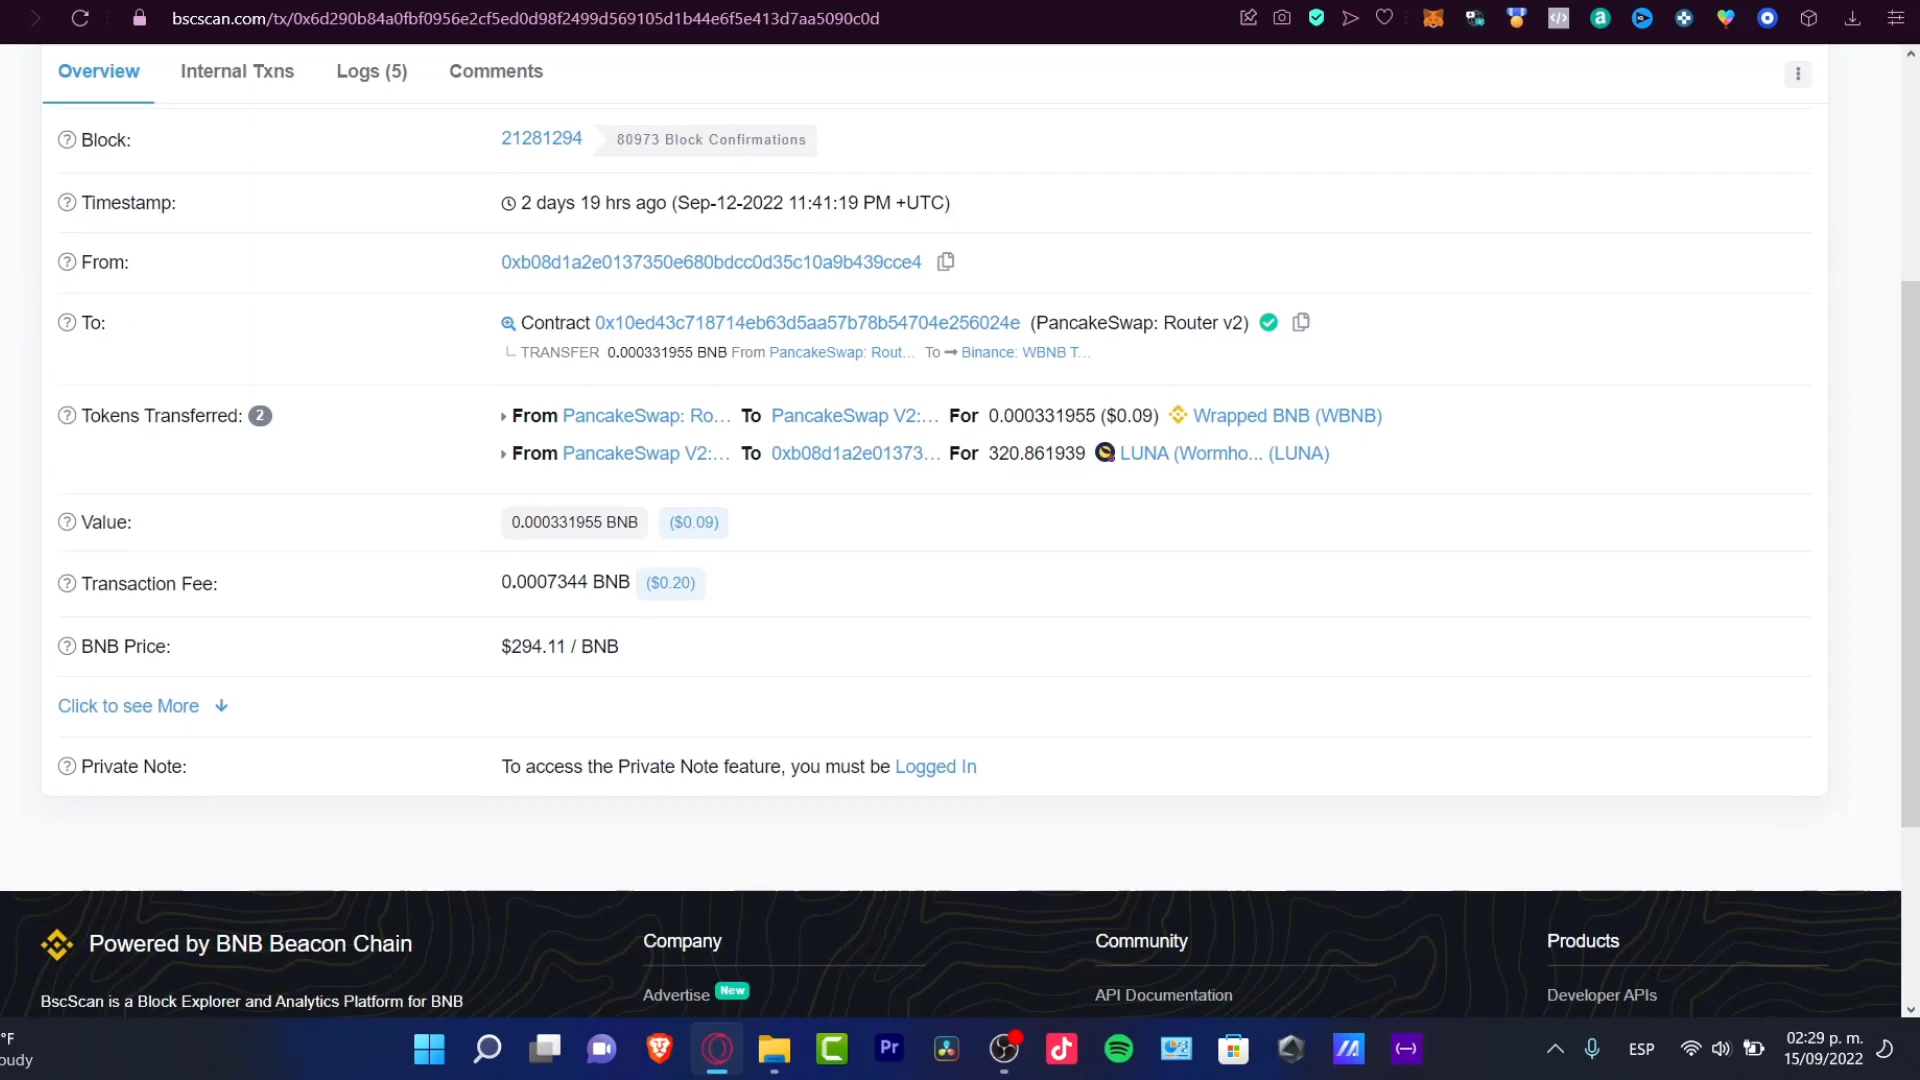 bscscan.com/tx/0x6d290b84a0fbf0956e2cf5ed0d98f2499d569105d1b44e6f5e413d7aa5090c0d
Overview Internal Txns Logs (5) Comments
Block: 21281294 80973 Block Confirmations
Timestamp: 2 days 19 hrs ago (Sep-12-2022 11:41:19 PM +UTC)
From: 0xb08d1a2e0137350e680bdcc0d35c10a9b439cce4
To: Contract 0x10ed43c718714eb63d5aa57b78b54704e256024e (PancakeSwap: Router v2)
TRANSFER 0.000331955 BNB From PancakeSwap: Rout... To Binance: WBNB T...
Tokens Transferred: 2 From PancakeSwap: Ro... To PancakeSwap V2:... For 0.000331955 ($0.09) Wrapped BNB (WBNB)
From PancakeSwap V2:... To 0xb08d1a2e01373... For 320.861939 LUNA (Wormho... (LUNA)
Value: 0.000331955 BNB ($0.09)
Transaction Fee: 0.0007344 BNB ($0.20)
BNB Price: $294.11 / BNB
Click to see More
Private Note: To access the Private Note feature, you must be Logged In
Powered by BNB Beacon Chain Company Community Products
BscScan is a Block Explorer and Analytics Platform for BNB Advertise New API Documentation Developer APIs
°F
oudy
Pr
ESP
02:29 p. m.
15/09/2022